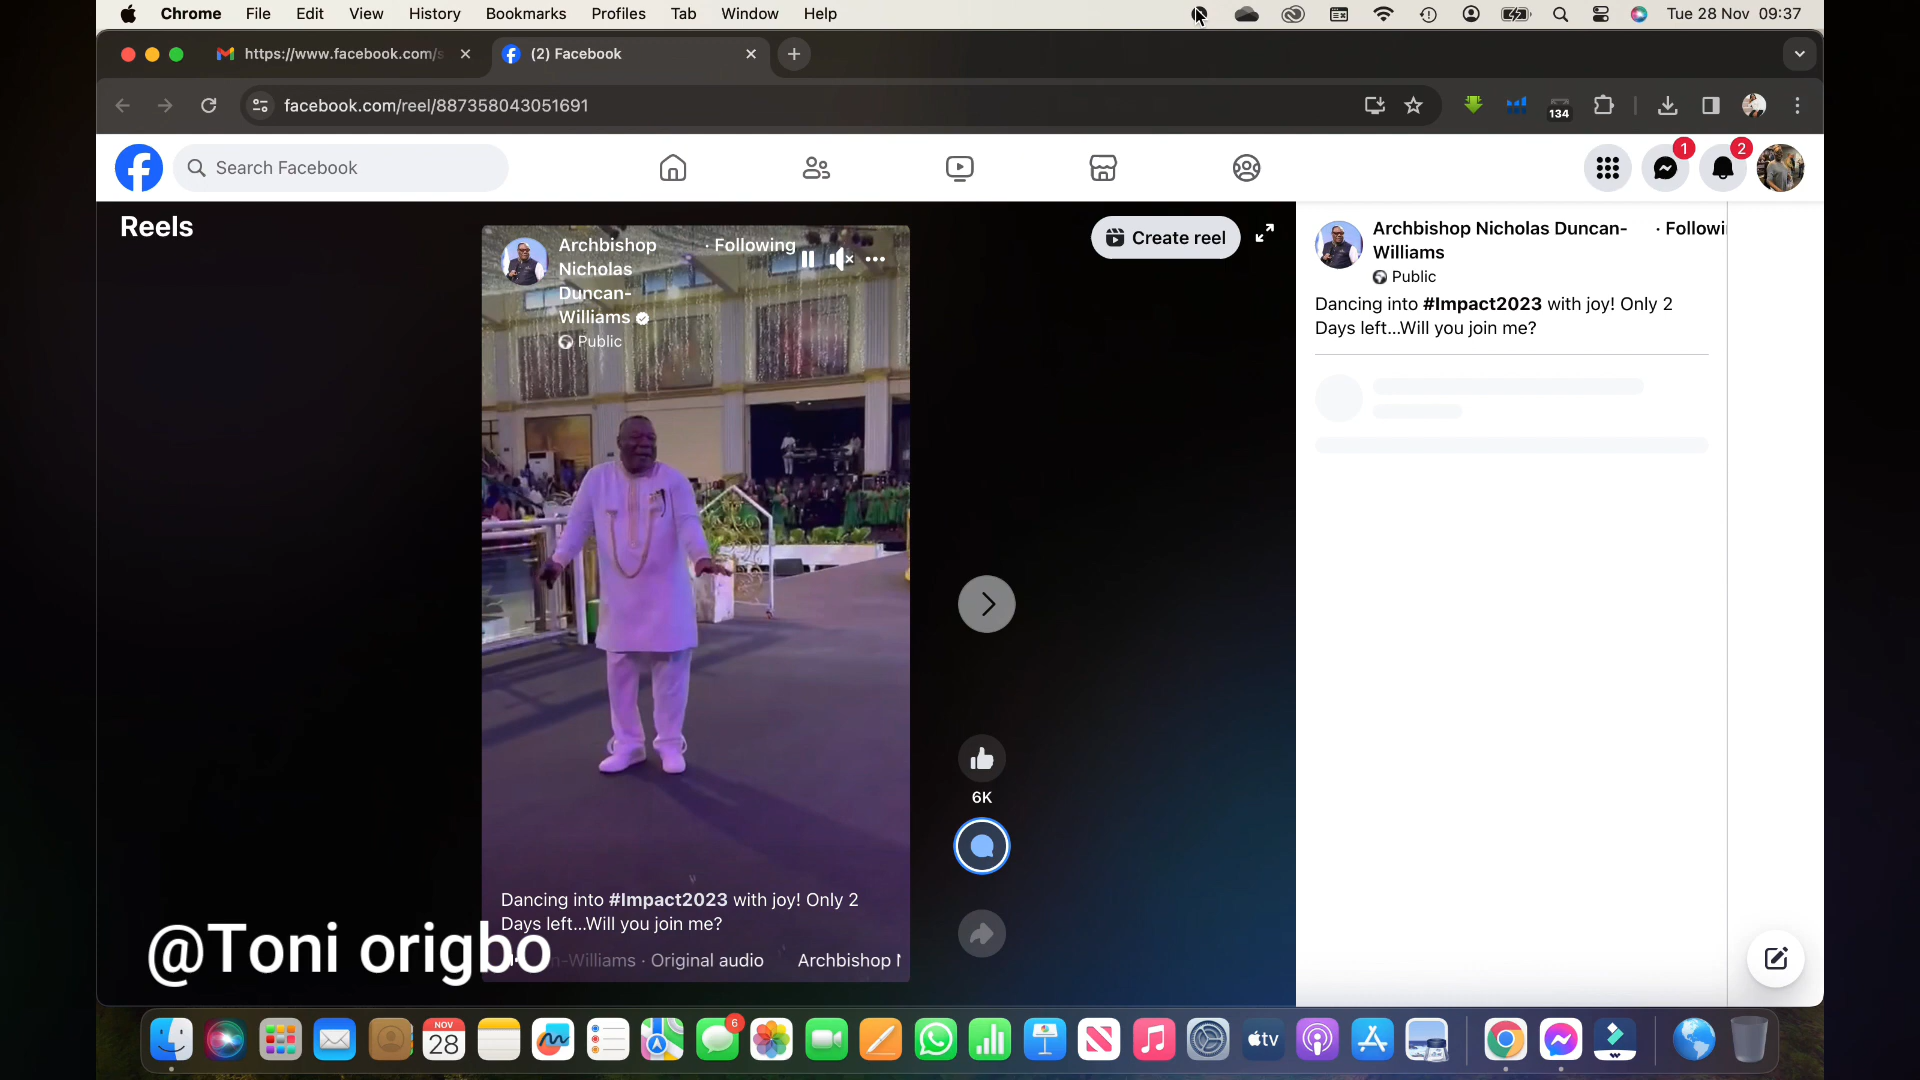 Chrome File Edit View History Bookmarks Profiles Tab Window Help Tue 28 Nov 09:37
https://www.facebook.com/s
(2) Facebook
facebook.com/reel/887358043051691
134
Search Facebook
1
2
Reels
Create reel
Archbishop
Nicholas
Duncan-
Williams
· Following
Public
Dancing into #Impact2023 with joy! Only 2
Days left...Will you join me?
-Williams · Original audio Archbishop
6K
Archbishop Nicholas Duncan-
Williams
· Followi
Public
Dancing into #Impact2023 with joy! Only 2
Days left...Will you join me?
@Toni origbo
NOV
28
6
tv